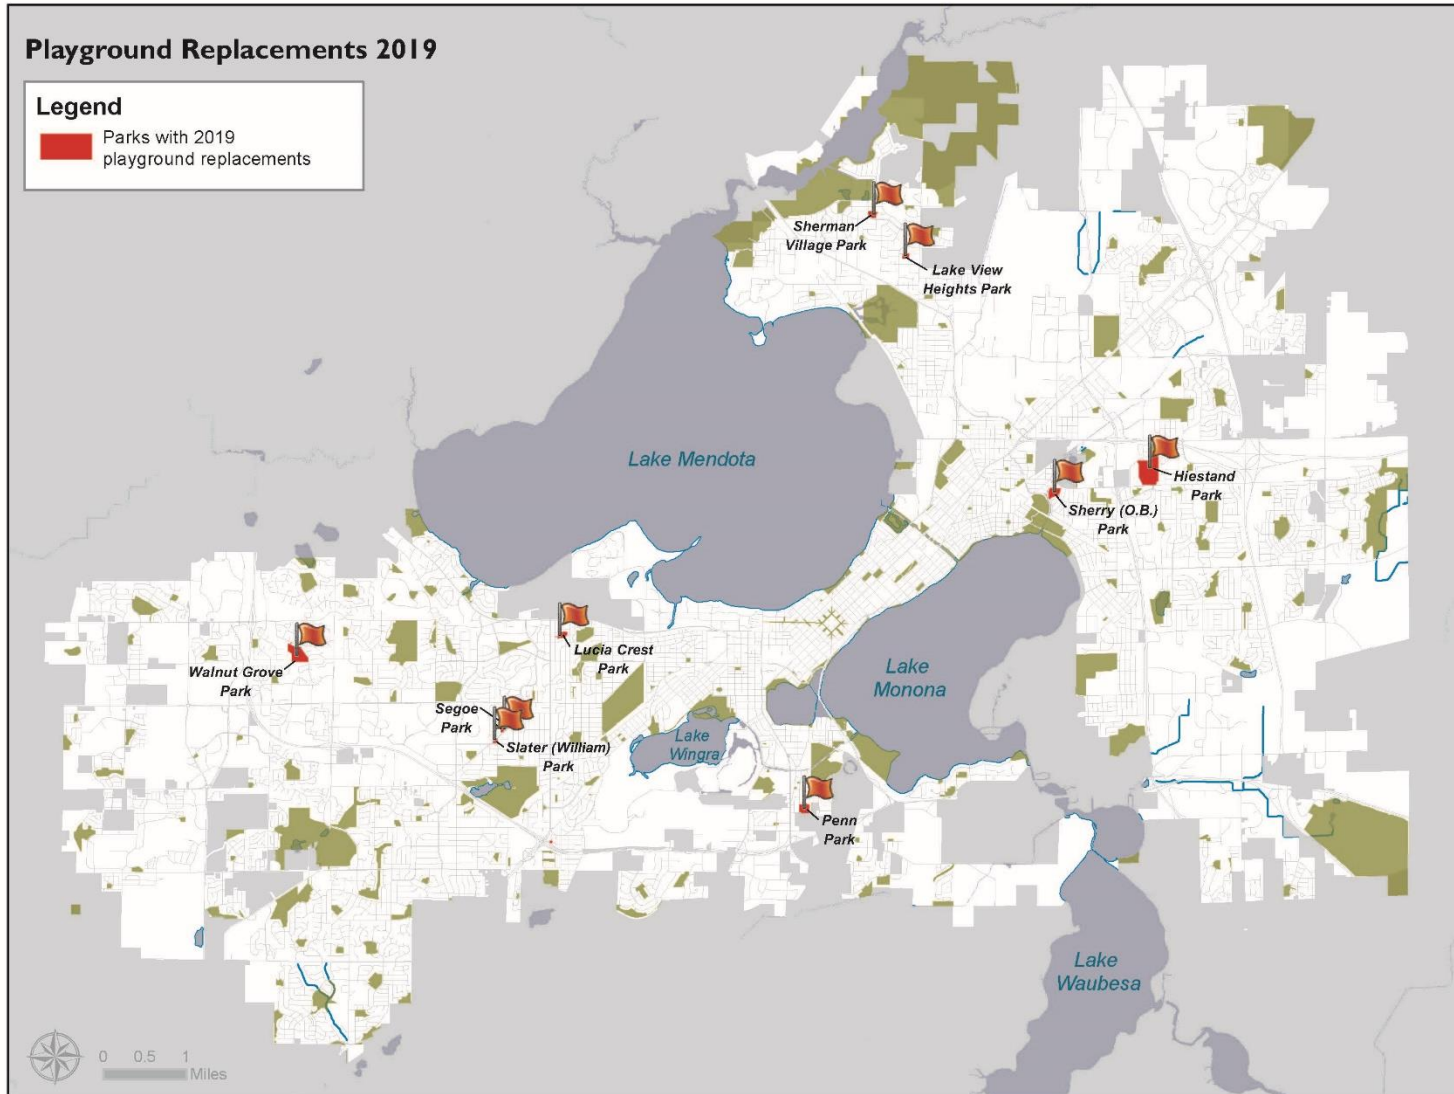 Playground Replacements 2019
Legend
Parks with 2019
playground replacements
Sherman
Village Park
Lake View
Heights Park
Lake Mendota
Hiestand
Park
Sherry (O.B.)
Park
Lucia Crest
Park
Walnut Grove
Park
Lake
Monona
Segoe
Park
Slater (William)
Park
Lake
Wingra
Penn
Park
Lake
Waubesa
0 0.5 1
Miles